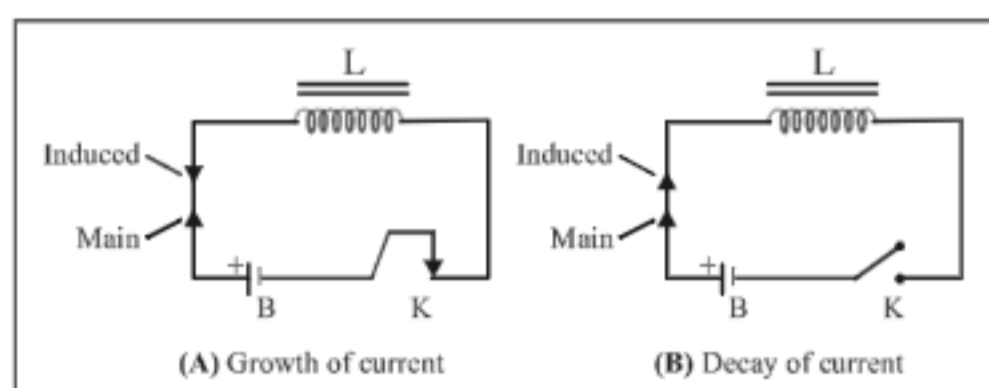 L L
Induced Induced
Main Main
+ +
B K B K
(A) Growth of current (B) Decay of current